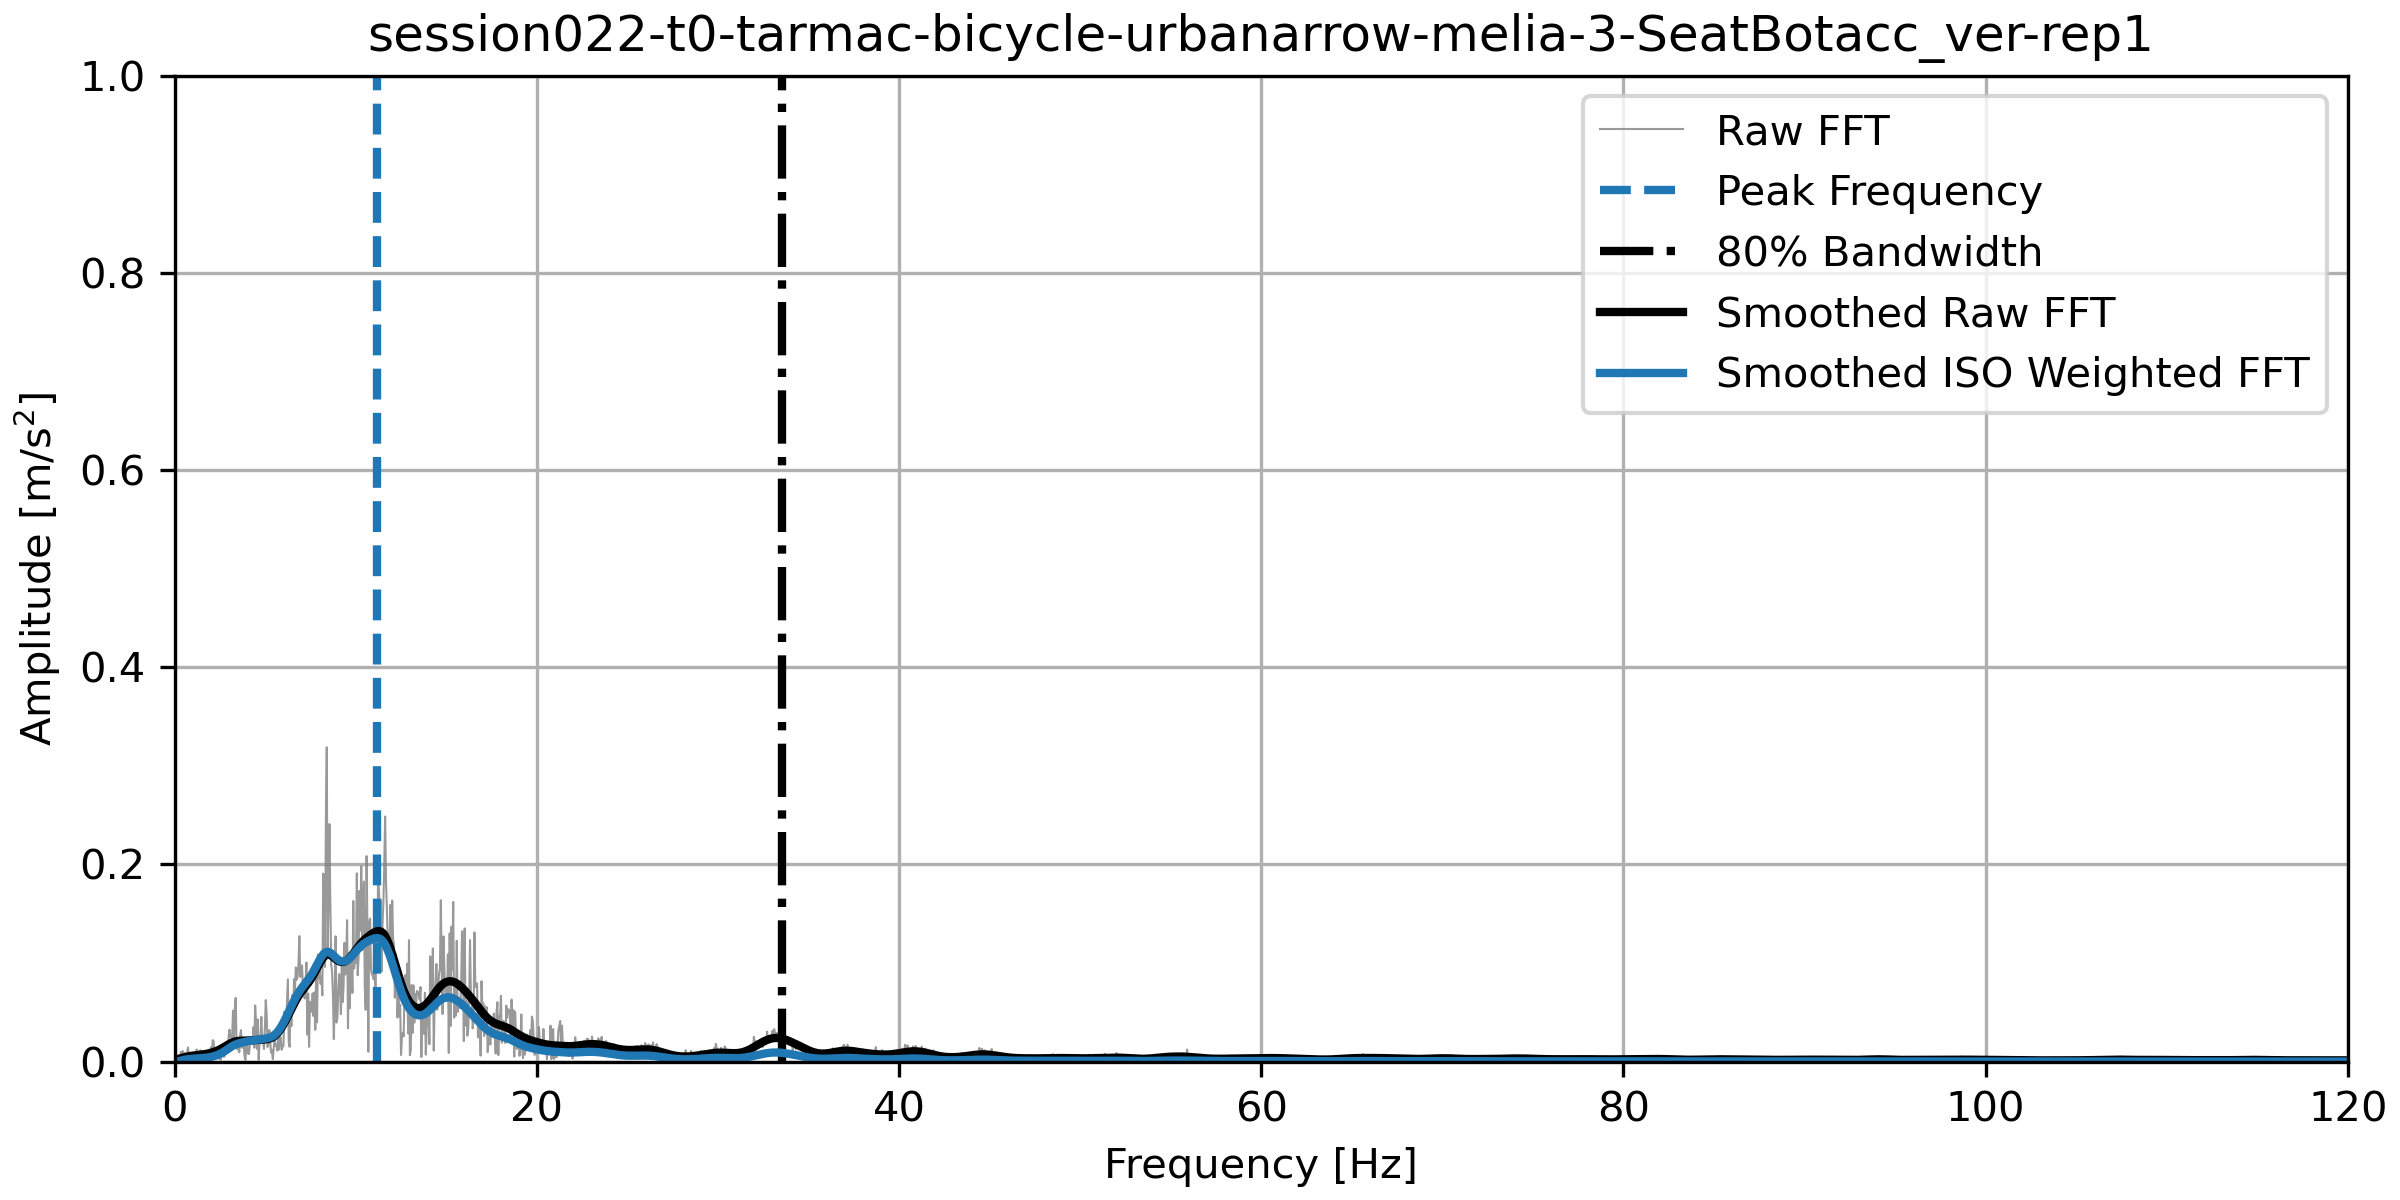 session022-t0-tarmac-bicycle-urbanarrow-melia-3-SeatBotacc_ver-rep1
1.0
0.8
0.6
0.4
0.2
0.0
Amplitude [m/s²]
Raw FFT
Peak Frequency
80% Bandwidth
Smoothed Raw FFT
Smoothed ISO Weighted FFT
0 20 40 60 80 100 120
Frequency [Hz]